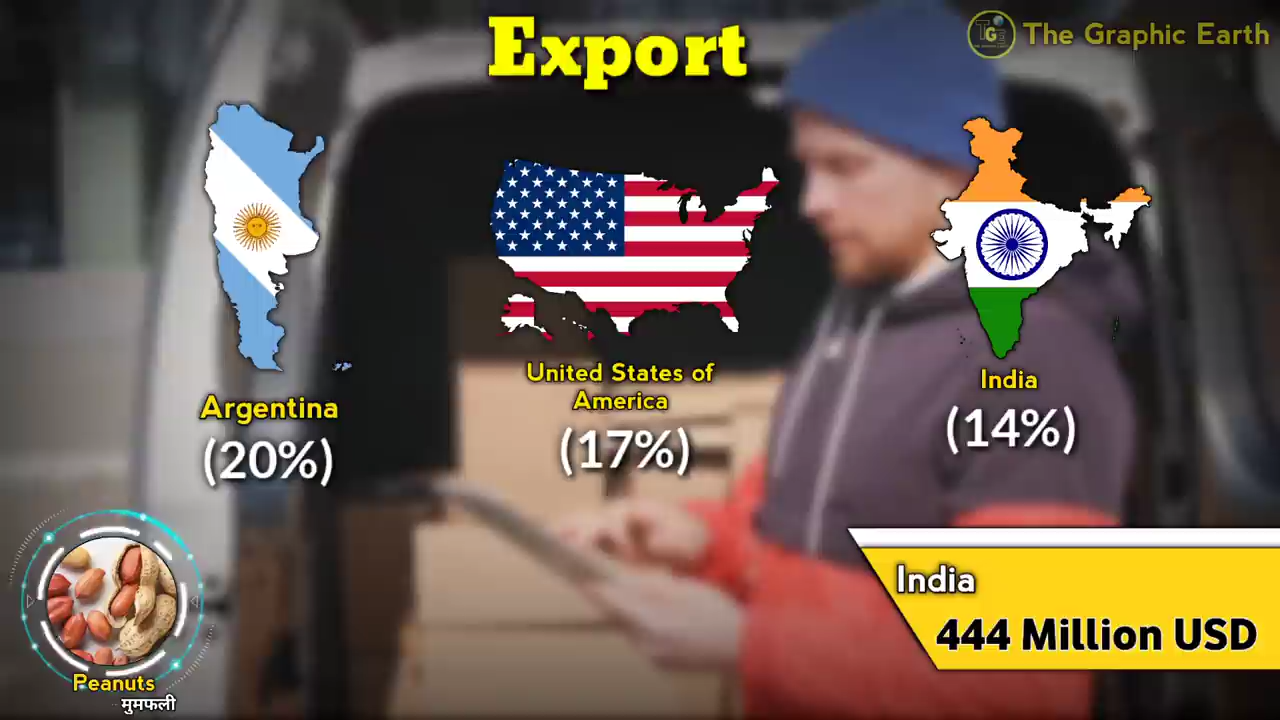 Export
The Graphic Earth
Argentina
(20%)
United States of
America
(17%)
India
(14%)
India
444 Million USD
Peanuts
मुमफली